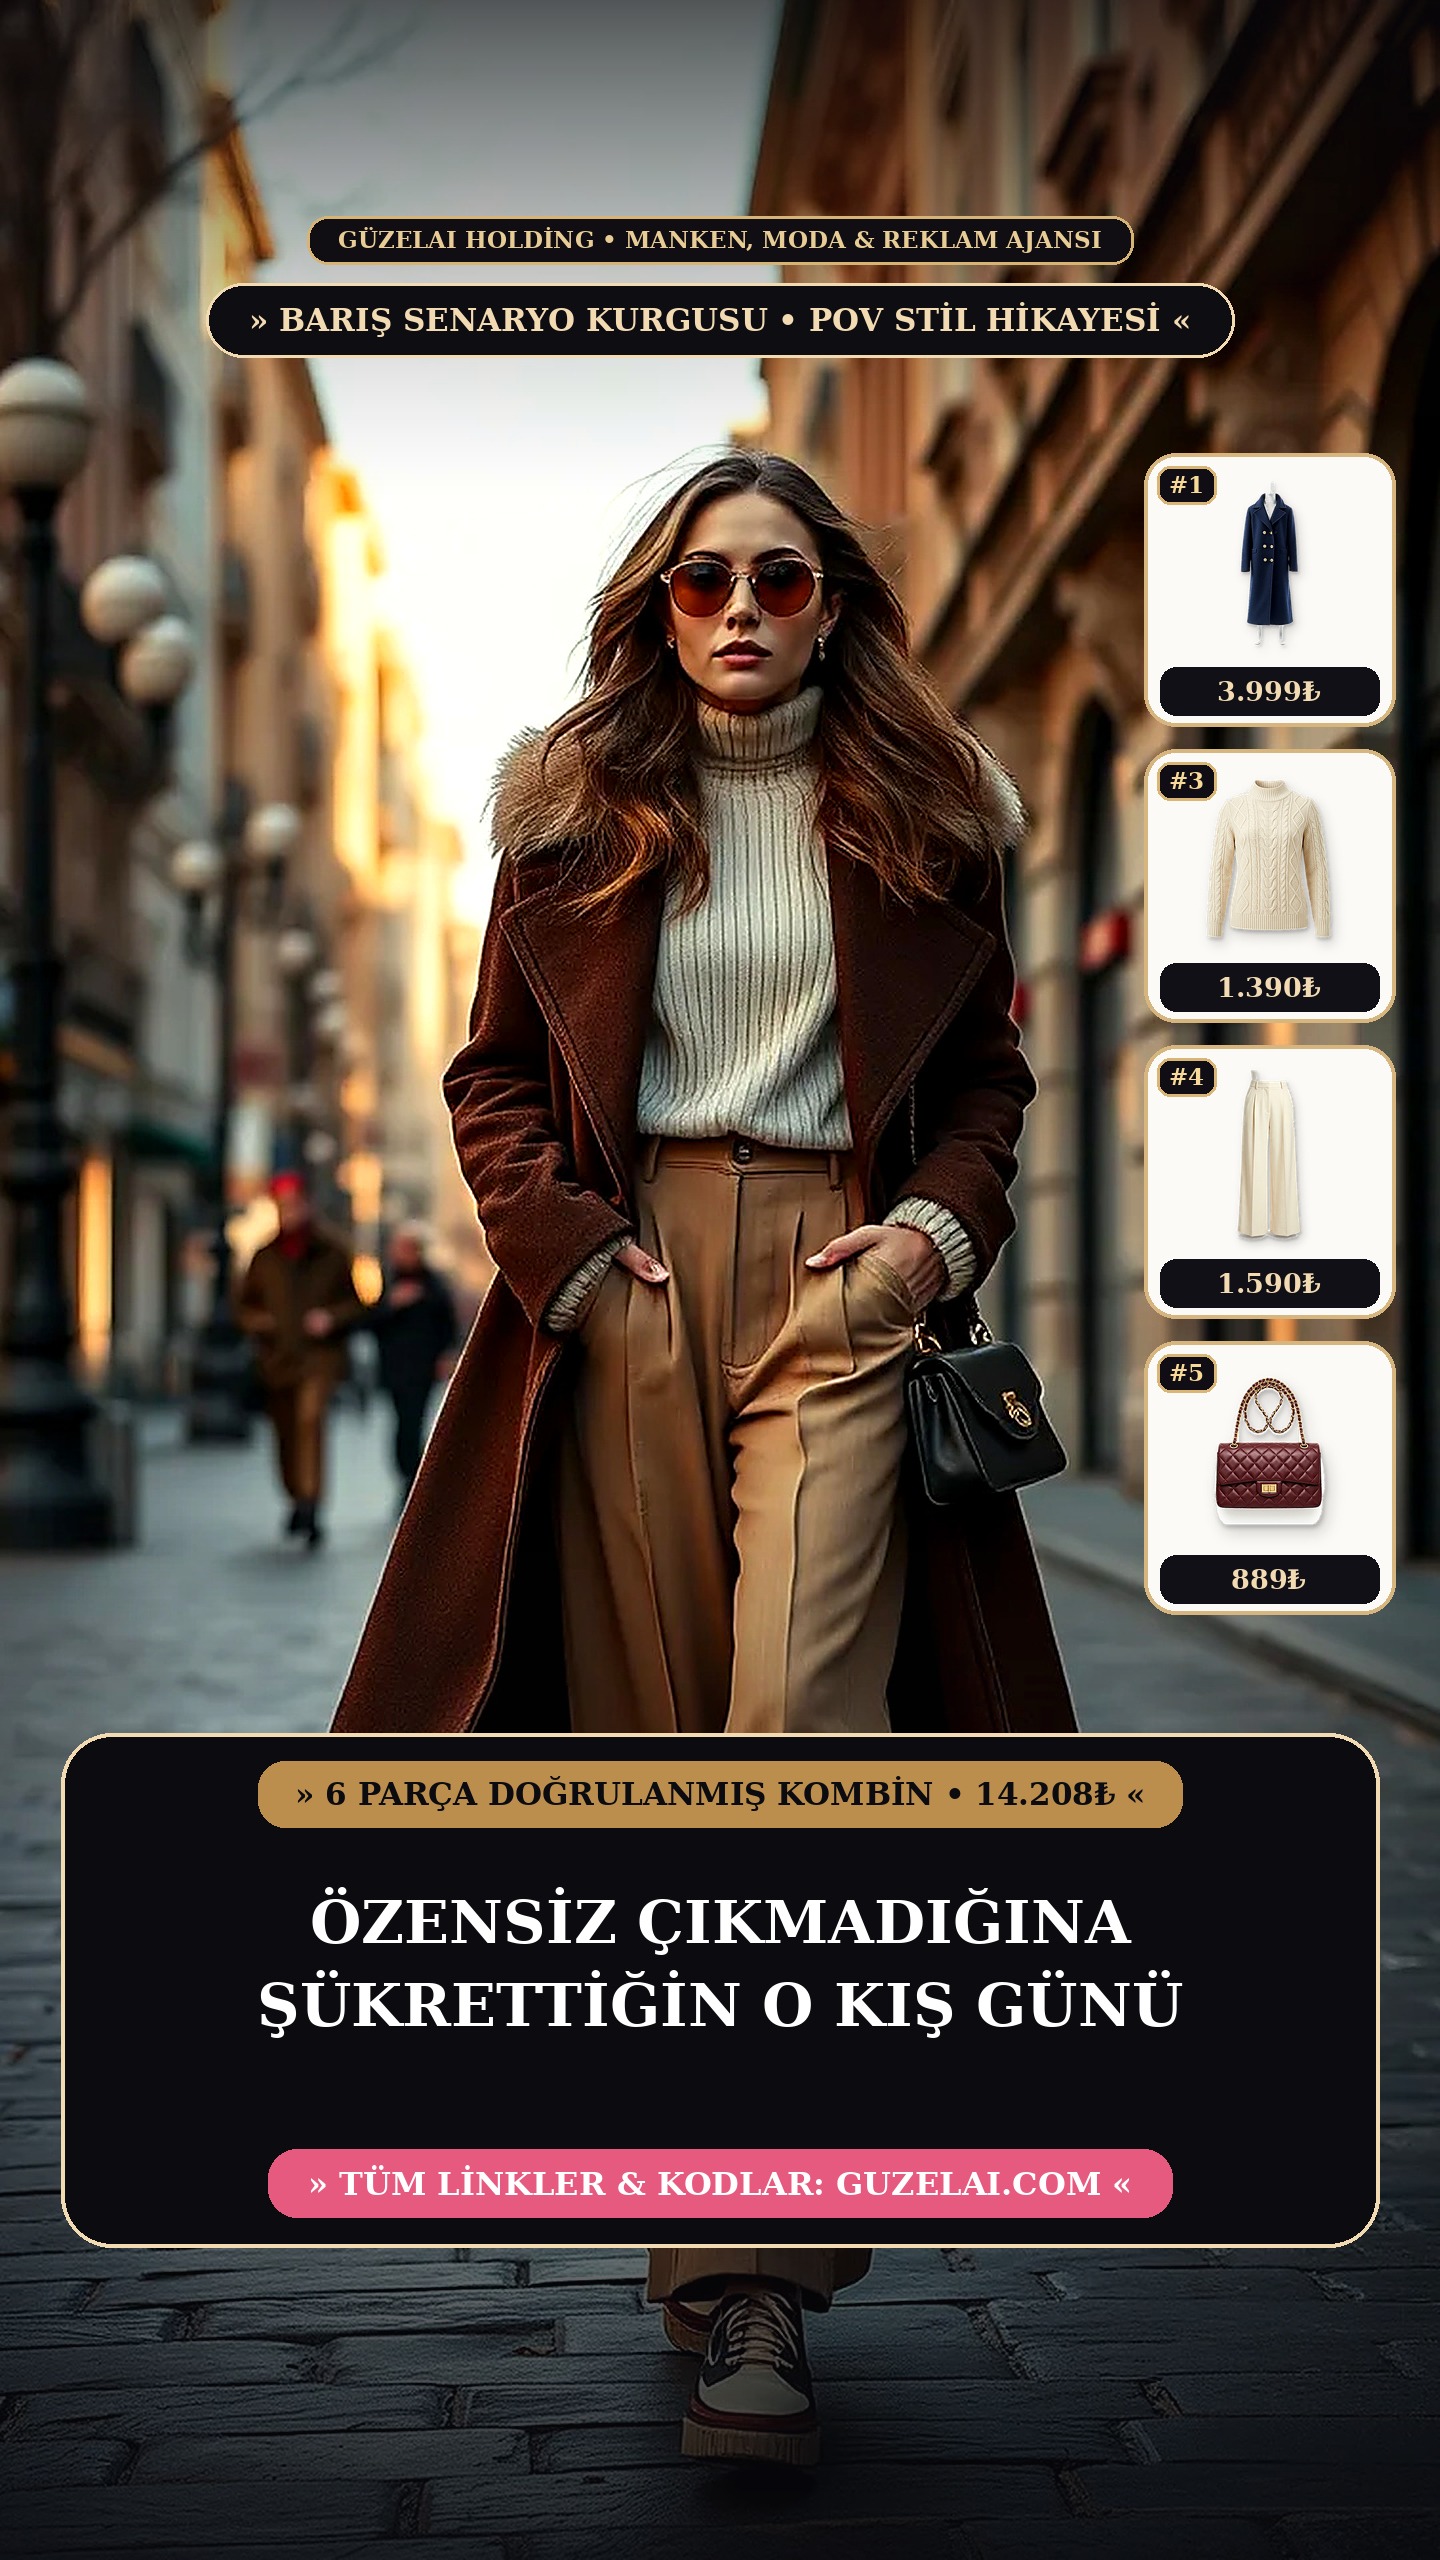 GÜZELAI HOLDİNG • MANKEN, MODA & REKLAM AJANSI
» BARIŞ SENARYO KURGUSU • POV STİL HİKAYESİ «
#1
3.999₺
#3
1.390₺
#4
1.590₺
#5
889₺
» 6 PARÇA DOĞRULANMIŞ KOMBİN • 14.208₺ «
ÖZENSİZ ÇIKMADIĞINA
ŞÜKRETTİĞİN O KIŞ GÜNÜ
» TÜM LİNKLER & KODLAR: GUZELAI.COM «